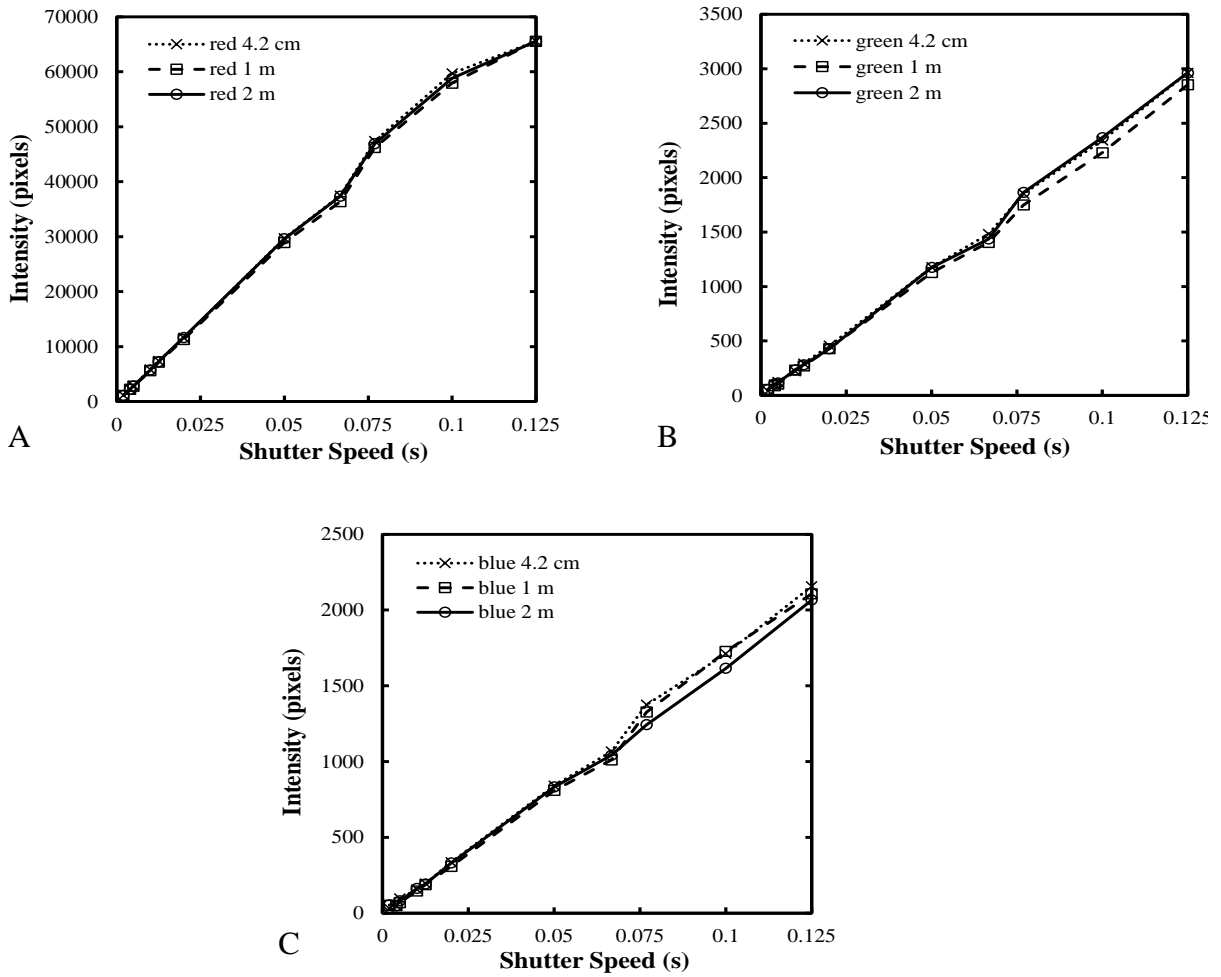 70000
60000
50000
40000
30000
20000
10000
0
Intensity (pixels)
red 4.2 cm
red 1 m
red 2 m
0 0.025 0.05 0.075 0.1 0.125
Shutter Speed (s)
A
3500
3000
2500
2000
1500
1000
500
0
Intensity (pixels)
green 4.2 cm
green 1 m
green 2 m
0 0.025 0.05 0.075 0.1 0.125
Shutter Speed (s)
B
2500
2000
1500
1000
500
0
Intensity (pixels)
blue 4.2 cm
blue 1 m
blue 2 m
0 0.025 0.05 0.075 0.1 0.125
Shutter Speed (s)
C